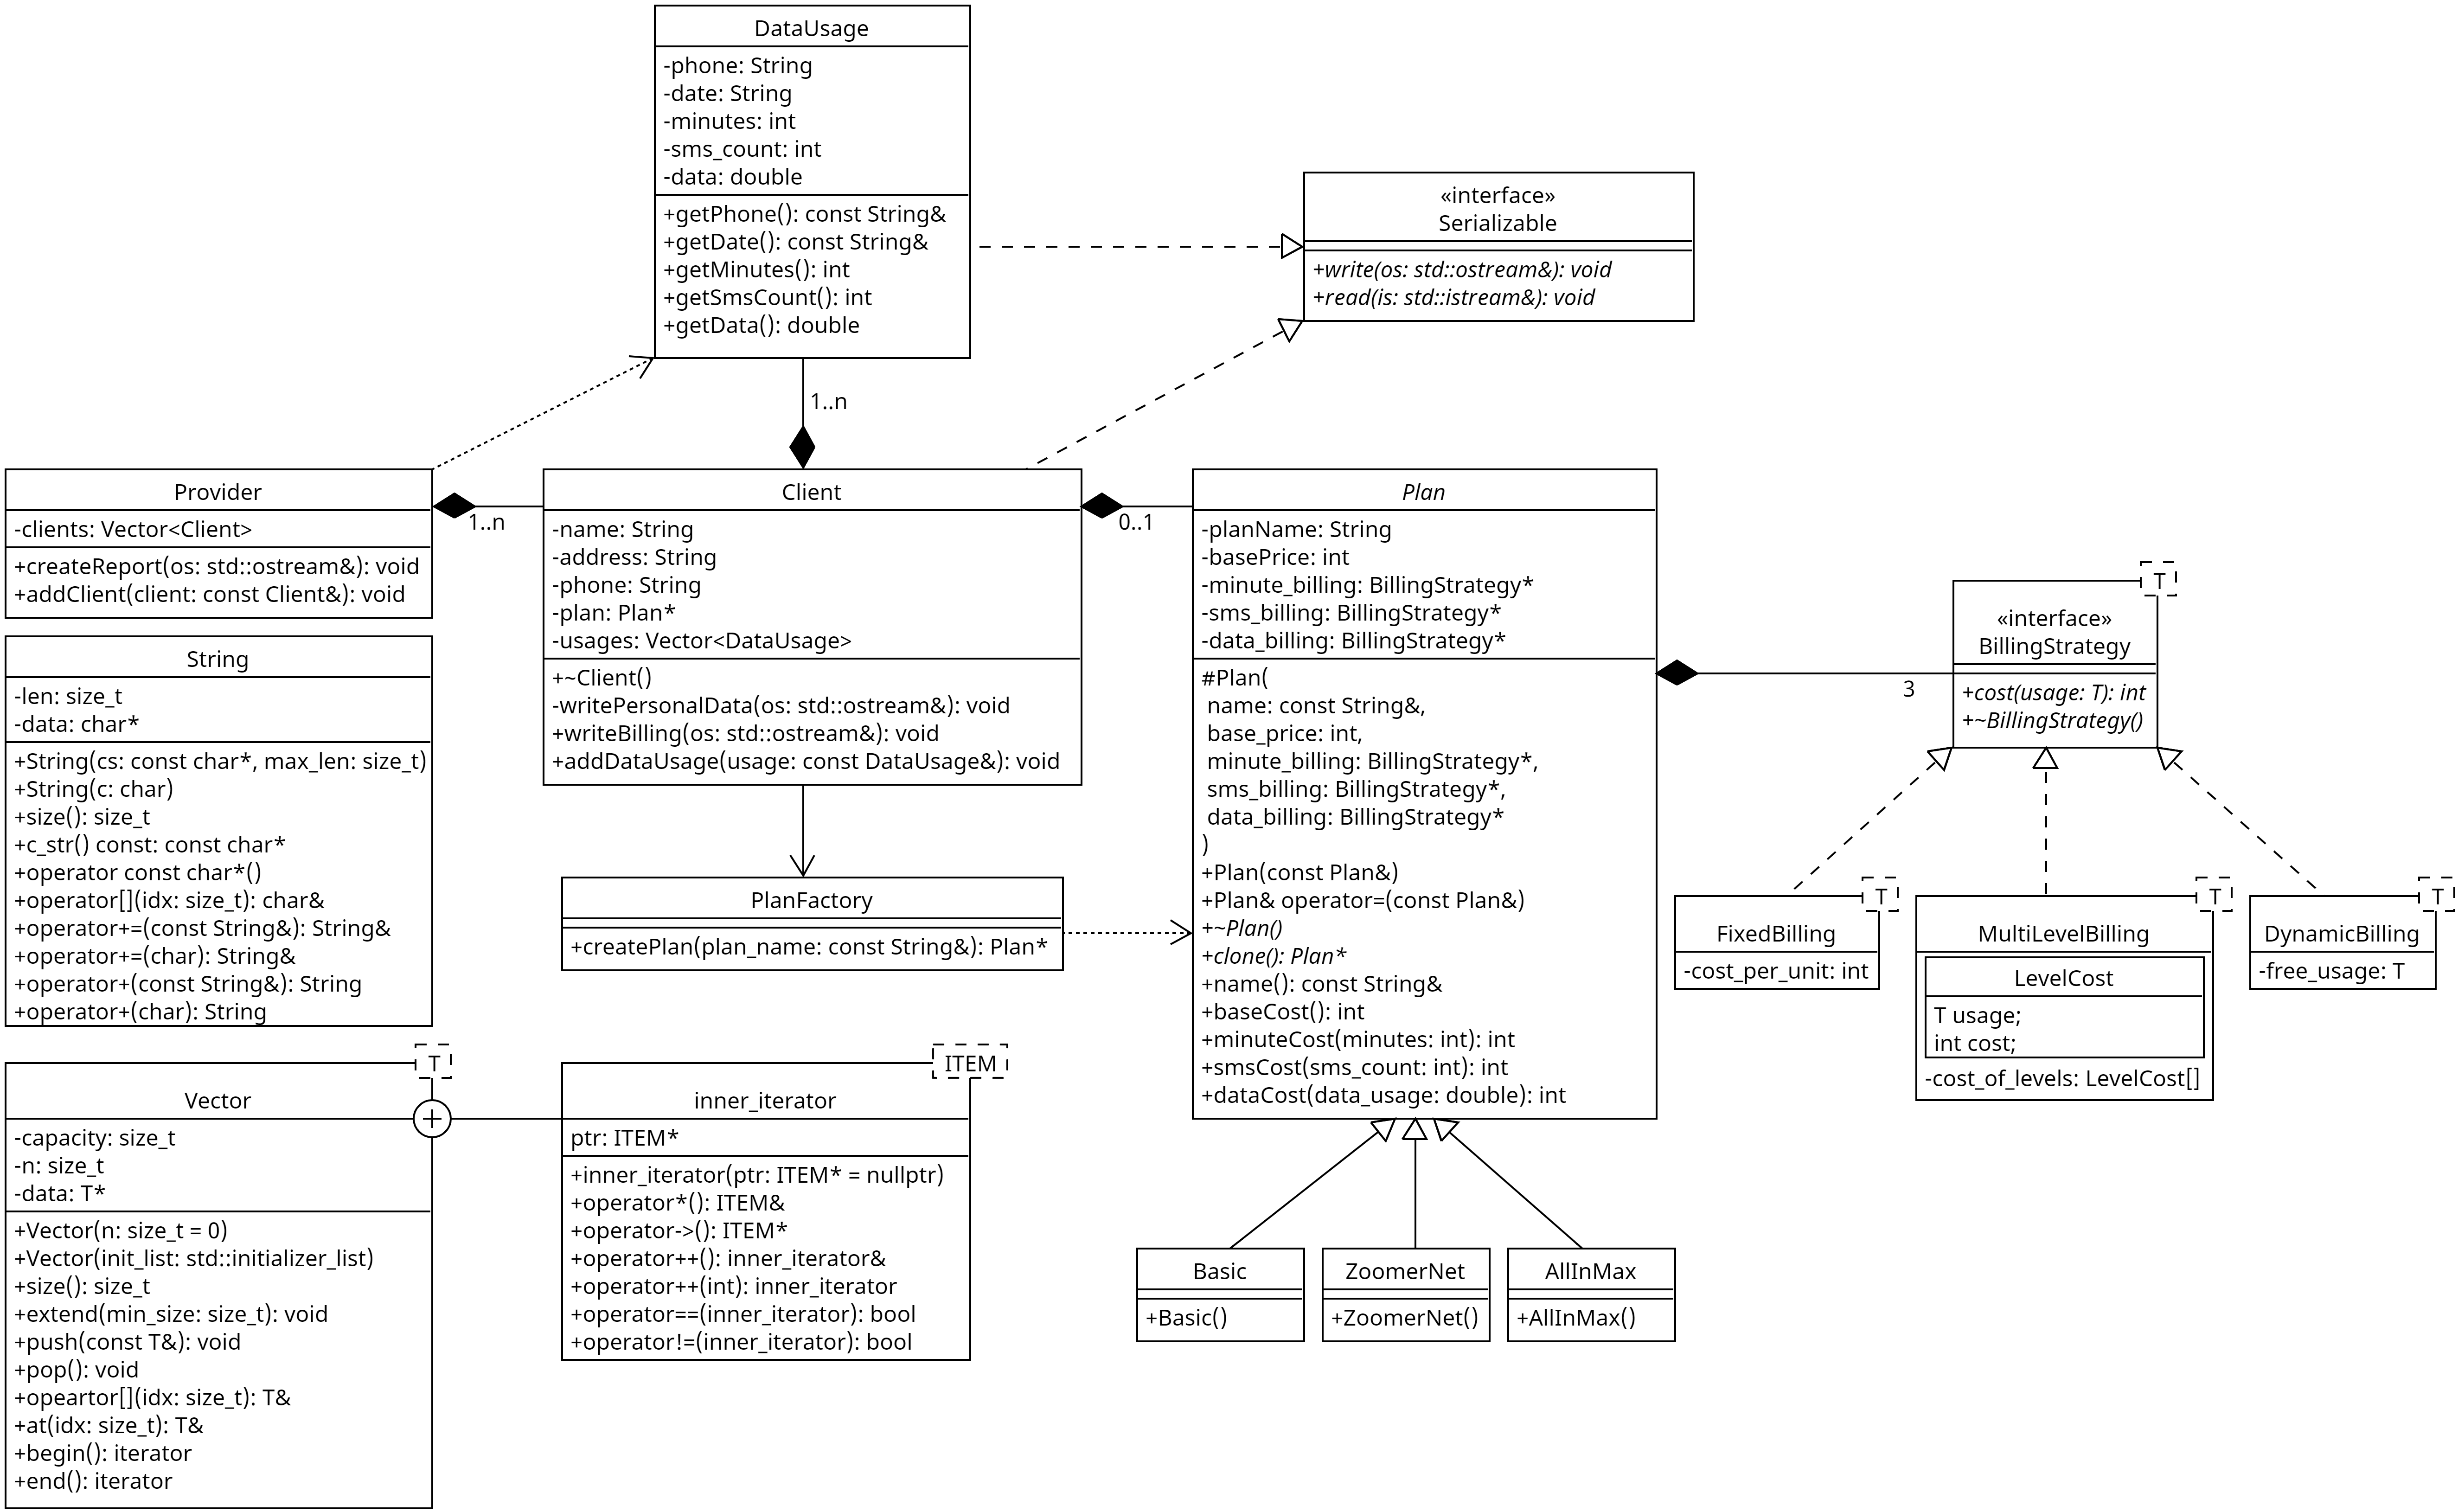 DataUsage
-phone: String
-date: String
-minutes: int
-sms_count: int
-data: double
+getPhone(): const String&
+getDate(): const String&
+getMinutes(): int
+getSmsCount(): int
+getData(): double
«interface»
Serializable
+write(os: std::ostream&): void
+read(is: std::istream&): void
1..n
Provider
-clients: Vector<Client>
+createReport(os: std::ostream&): void
+addClient(client: const Client&): void
1..n
Client
-name: String
-address: String
-phone: String
-plan: Plan*
-usages: Vector<DataUsage>
+~Client()
-writePersonalData(os: std::ostream&): void
+writeBilling(os: std::ostream&): void
+addDataUsage(usage: const DataUsage&): void
0..1
Plan
-planName: String
-basePrice: int
-minute_billing: BillingStrategy*
-sms_billing: BillingStrategy*
-data_billing: BillingStrategy*
#Plan(
name: const String&,
base_price: int,
minute_billing: BillingStrategy*,
sms_billing: BillingStrategy*,
data_billing: BillingStrategy*
)
+Plan(const Plan&)
+Plan& operator=(const Plan&)
+~Plan()
+clone(): Plan*
+name(): const String&
+baseCost(): int
+minuteCost(minutes: int): int
+smsCost(sms_count: int): int
+dataCost(data_usage: double): int
3
T
«interface»
BillingStrategy
+cost(usage: T): int
+~BillingStrategy()
String
-len: size_t
-data: char*
+String(cs: const char*, max_len: size_t)
+String(c: char)
+size(): size_t
+c_str() const: const char*
+operator const char*()
+operator[](idx: size_t): char&
+operator+=(const String&): String&
+operator+=(char): String&
+operator+(const String&): String
+operator+(char): String
PlanFactory
+createPlan(plan_name: const String&): Plan*
T
FixedBilling
-cost_per_unit: int
T
MultiLevelBilling
LevelCost
T usage;
int cost;
-cost_of_levels: LevelCost[]
T
DynamicBilling
-free_usage: T
T
Vector
-capacity: size_t
-n: size_t
-data: T*
+Vector(n: size_t = 0)
+Vector(init_list: std::initializer_list)
+size(): size_t
+extend(min_size: size_t): void
+push(const T&): void
+pop(): void
+opeartor[](idx: size_t): T&
+at(idx: size_t): T&
+begin(): iterator
+end(): iterator
ITEM
inner_iterator
ptr: ITEM*
+inner_iterator(ptr: ITEM* = nullptr)
+operator*(): ITEM&
+operator->(): ITEM*
+operator++(): inner_iterator&
+operator++(int): inner_iterator
+operator==(inner_iterator): bool
+operator!=(inner_iterator): bool
Basic
+Basic()
ZoomerNet
+ZoomerNet()
AllInMax
+AllInMax()